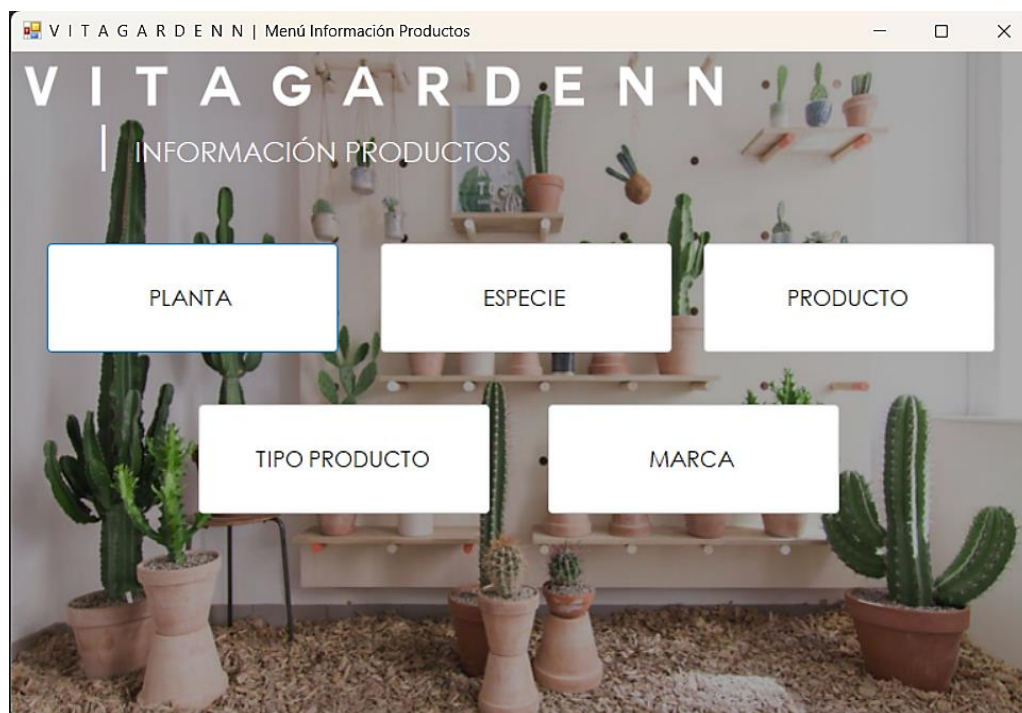 V I T A G A R D E N N | Menú Información Productos
V I T A G A R D E N N
| INFORMACIÓN PRODUCTOS
PLANTA
ESPECIE
PRODUCTO
TIPO PRODUCTO
MARCA